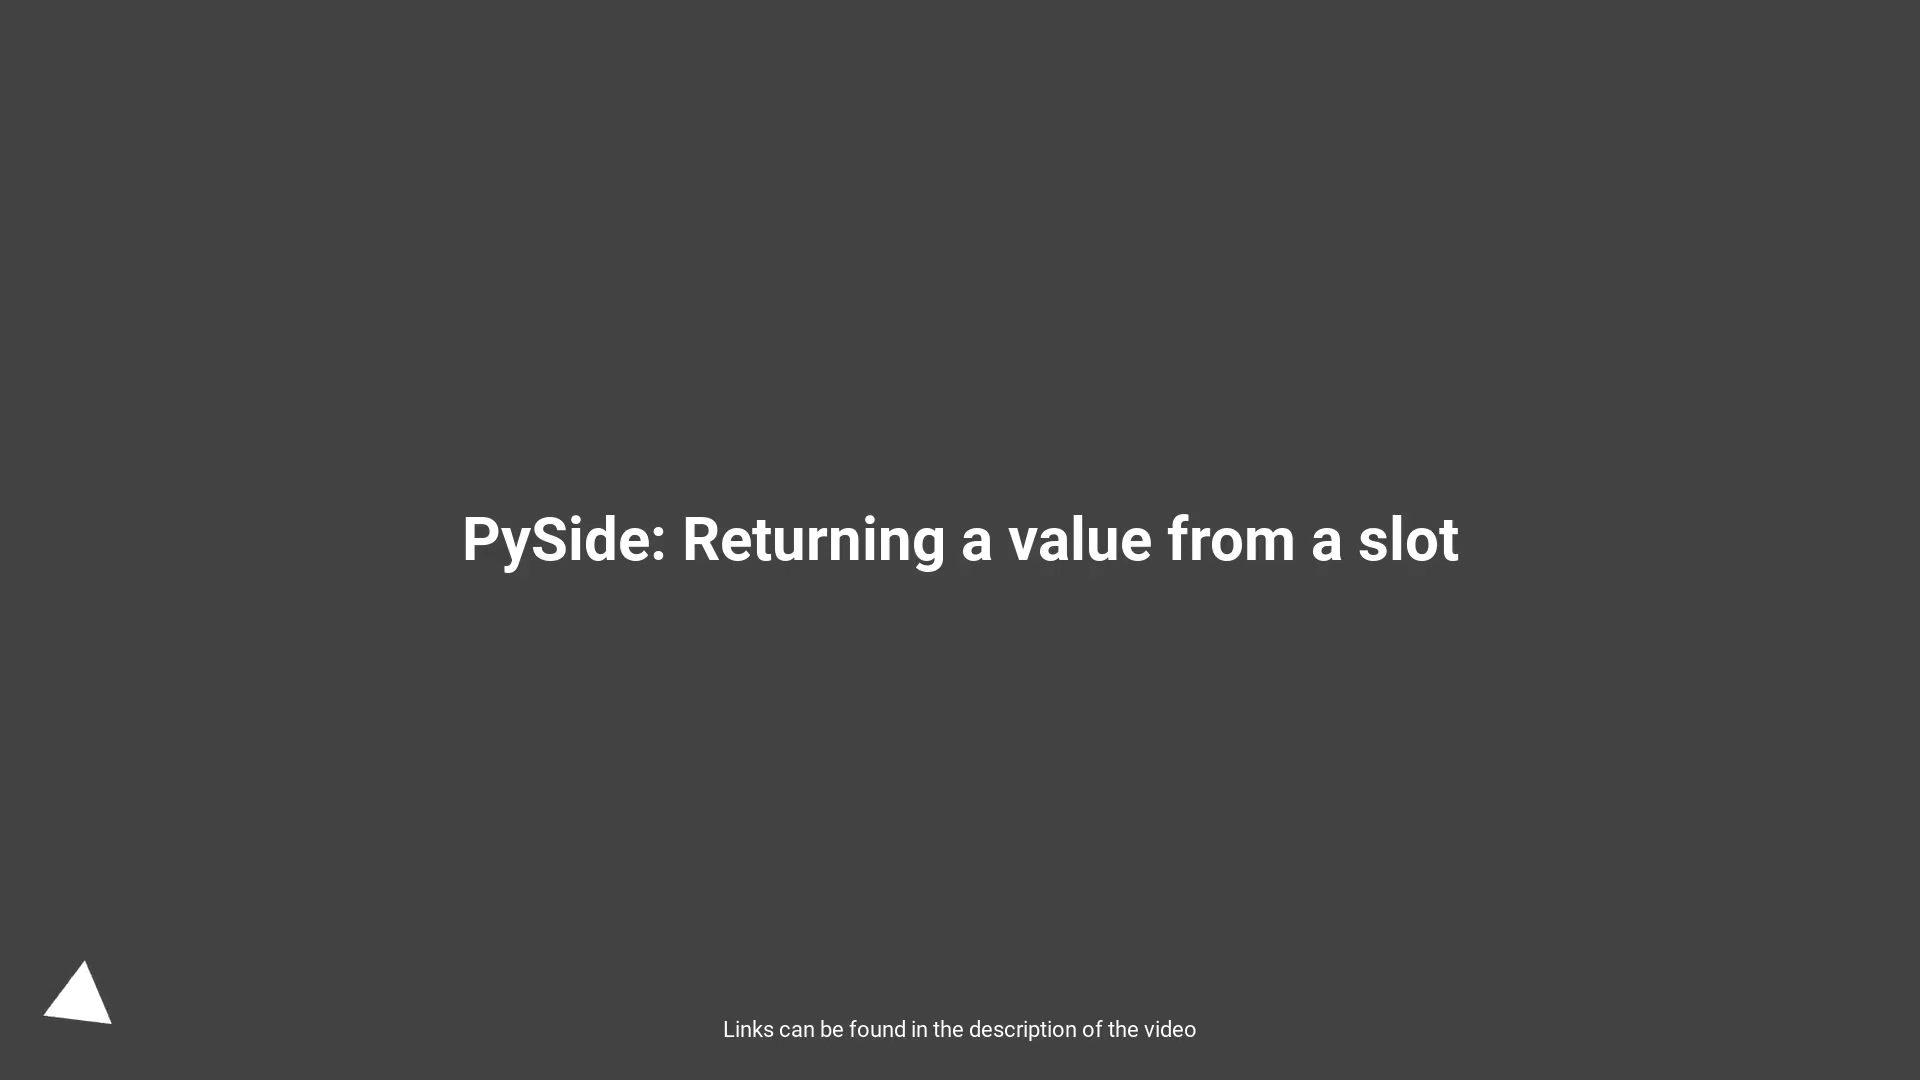 PySide: Returning a value from a slot
Links can be found in the description of the video